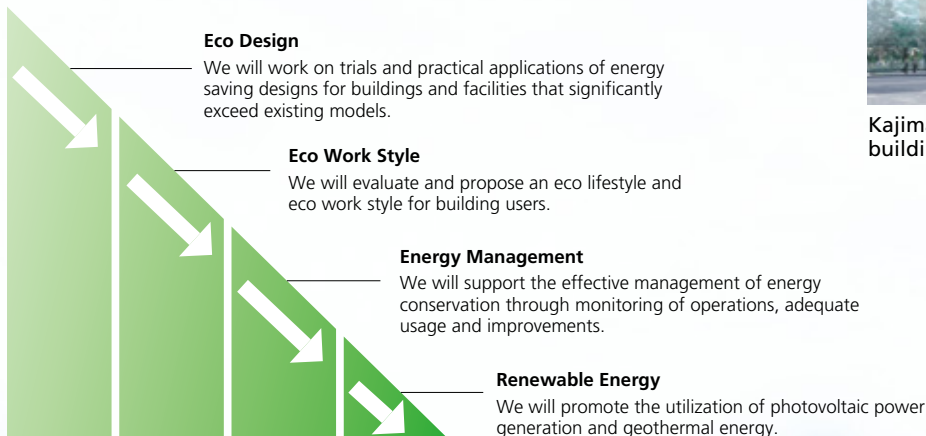 Eco Design
We will work on trials and practical applications of energy
saving designs for buildings and facilities that significantly
exceed existing models.
Kajima
buildi
Eco Work Style
We will evaluate and propose an eco lifestyle and
eco work style for building users.
Energy Management
We will support the effective management of energy
conservation through monitoring of operations, adequate
usage and improvements.
Renewable Energy
We will promote the utilization of photovoltaic power
generation and geothermal energy.